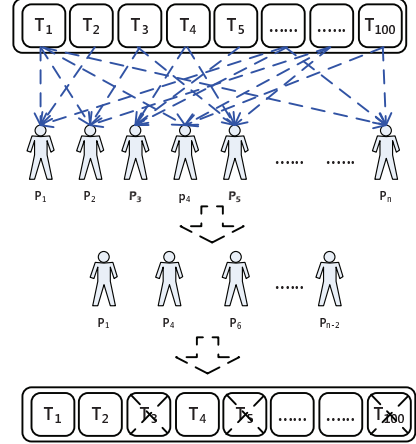 T1 T2 T3 T4 T5 ...... ...... T100
...... ......
P1 P2 P3 p4 P5 Pn
......
P1 P4 P6 Pn-2
T1 T2 T3 T4 T5 ...... ...... T100